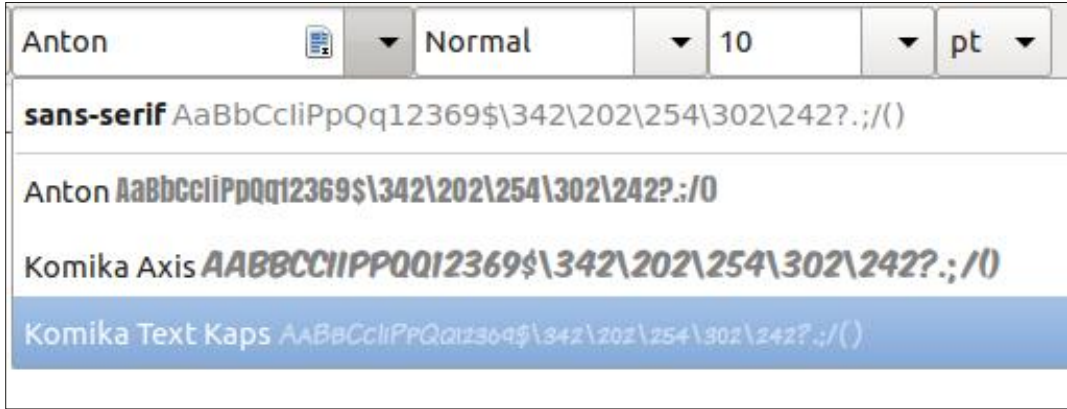 Anton Normal 10 pt
sans-serif AaBbCcIiPpQq12369$\342\202\254\302\242?.;/()
Anton AaBbCcIiPpQq12369$\342\202\254\302\242?.;/()
Komika Axis AABBCCIIPPQQ12369$\342\202\254\302\242?.;/()
Komika Text Kaps AaBbCcIiPpQq12369$\342\202\254\302\242?.;/()